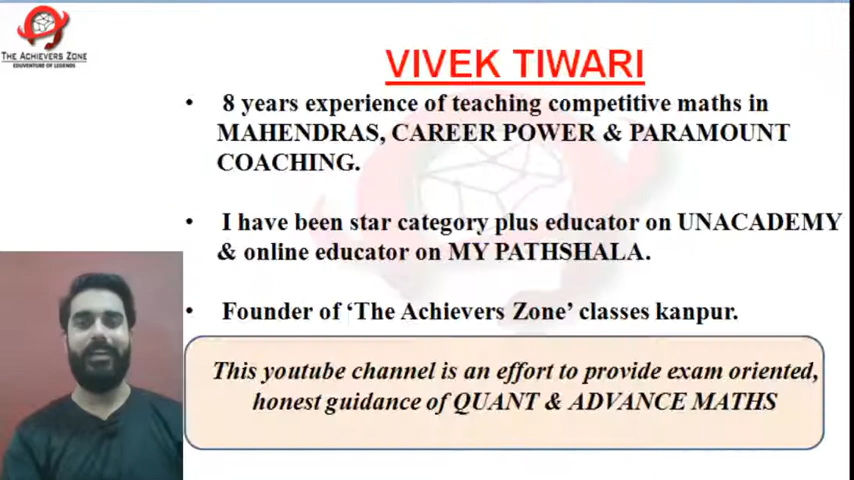 THE ACHIEVERS ZONE
EDUVENTURE OF LEGENDS
VIVEK TIWARI
• 8 years experience of teaching competitive maths in
MAHENDRAS, CAREER POWER & PARAMOUNT
COACHING.
• I have been star category plus educator on UNACADEMY
& online educator on MY PATHSHALA.
• Founder of ‘The Achievers Zone’ classes kanpur.
This youtube channel is an effort to provide exam oriented,
honest guidance of QUANT & ADVANCE MATHS